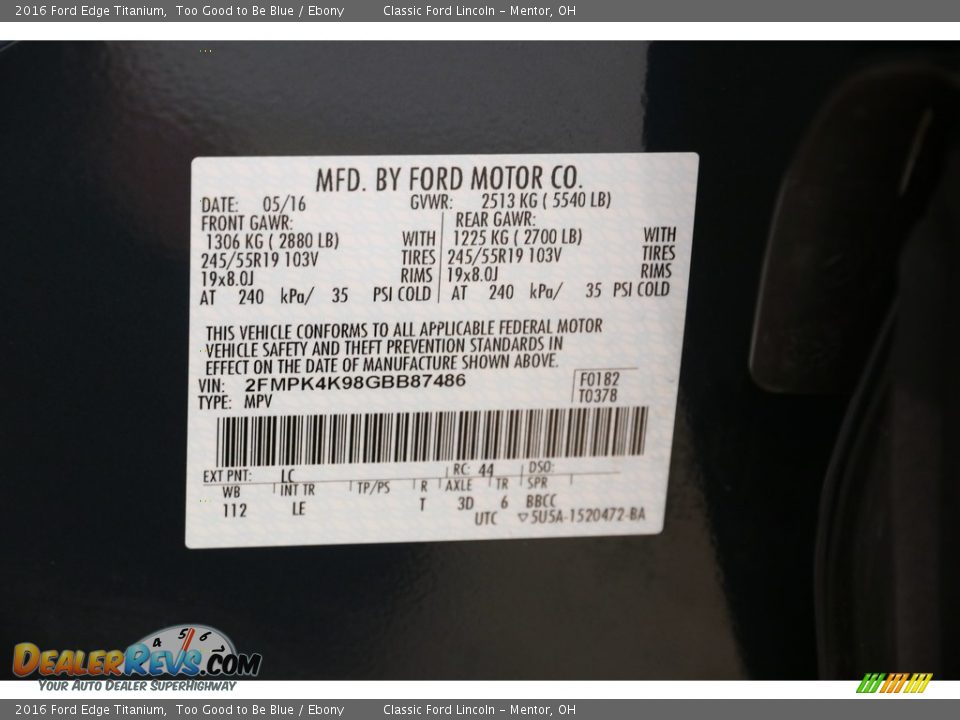 2016 Ford Edge Titanium, Too Good to Be Blue / Ebony Classic Ford Lincoln - Mentor, OH
MFD. BY FORD MOTOR CO.
DATE: 05/16 GVWR: 2513 KG ( 5540 LB)
FRONT GAWR: REAR GAWR:
1306 KG ( 2880 LB) WITH 1225 KG ( 2700 LB) WITH
245/55R19 103V TIRES 245/55R19 103V TIRES
19x8.0J RIMS 19x8.0J RIMS
AT 240 kPa/ 35 PSI COLD AT 240 kPa/ 35 PSI COLD
THIS VEHICLE CONFORMS TO ALL APPLICABLE FEDERAL MOTOR
VEHICLE SAFETY AND THEFT PREVENTION STANDARDS IN
EFFECT ON THE DATE OF MANUFACTURE SHOWN ABOVE.
VIN: 2FMPK4K98GBB87486 F0182
TYPE: MPV T0378
EXT PNT: LC RC: 44 DSO:
WB INT TR TP/PS R AXLE TR SPR
112 LE T 3D 6 BBCC
UTC ▽5U5A-1520472-BA
4 5 6
DEALERREVS.COM
YOUR AUTO DEALER SUPERHIGHWAY
2016 Ford Edge Titanium, Too Good to Be Blue / Ebony Classic Ford Lincoln - Mentor, OH